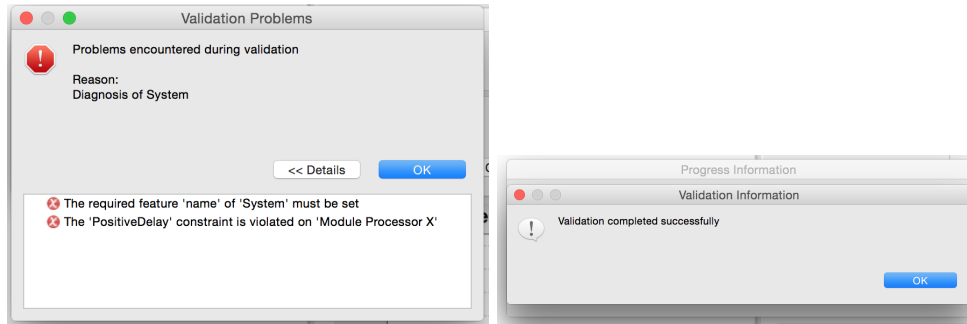 Validation Problems
Problems encountered during validation
Reason:
Diagnosis of System
<< Details
OK
The required feature 'name' of 'System' must be set
The 'PositiveDelay' constraint is violated on 'Module Processor X'
Progress Information
Validation Information
Validation completed successfully
OK